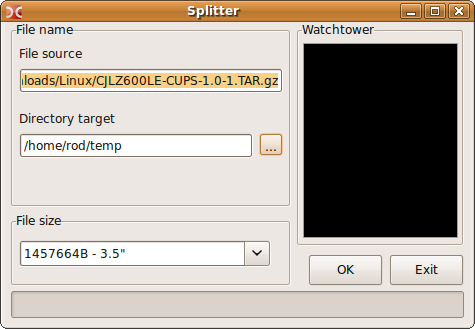 Splitter
File name
File source
loads/Linux/CJLZ600LE-CUPS-1.0-1.TAR.gz
Directory target
/home/rod/temp
...
File size
1457664B - 3.5"
Watchtower
OK
Exit